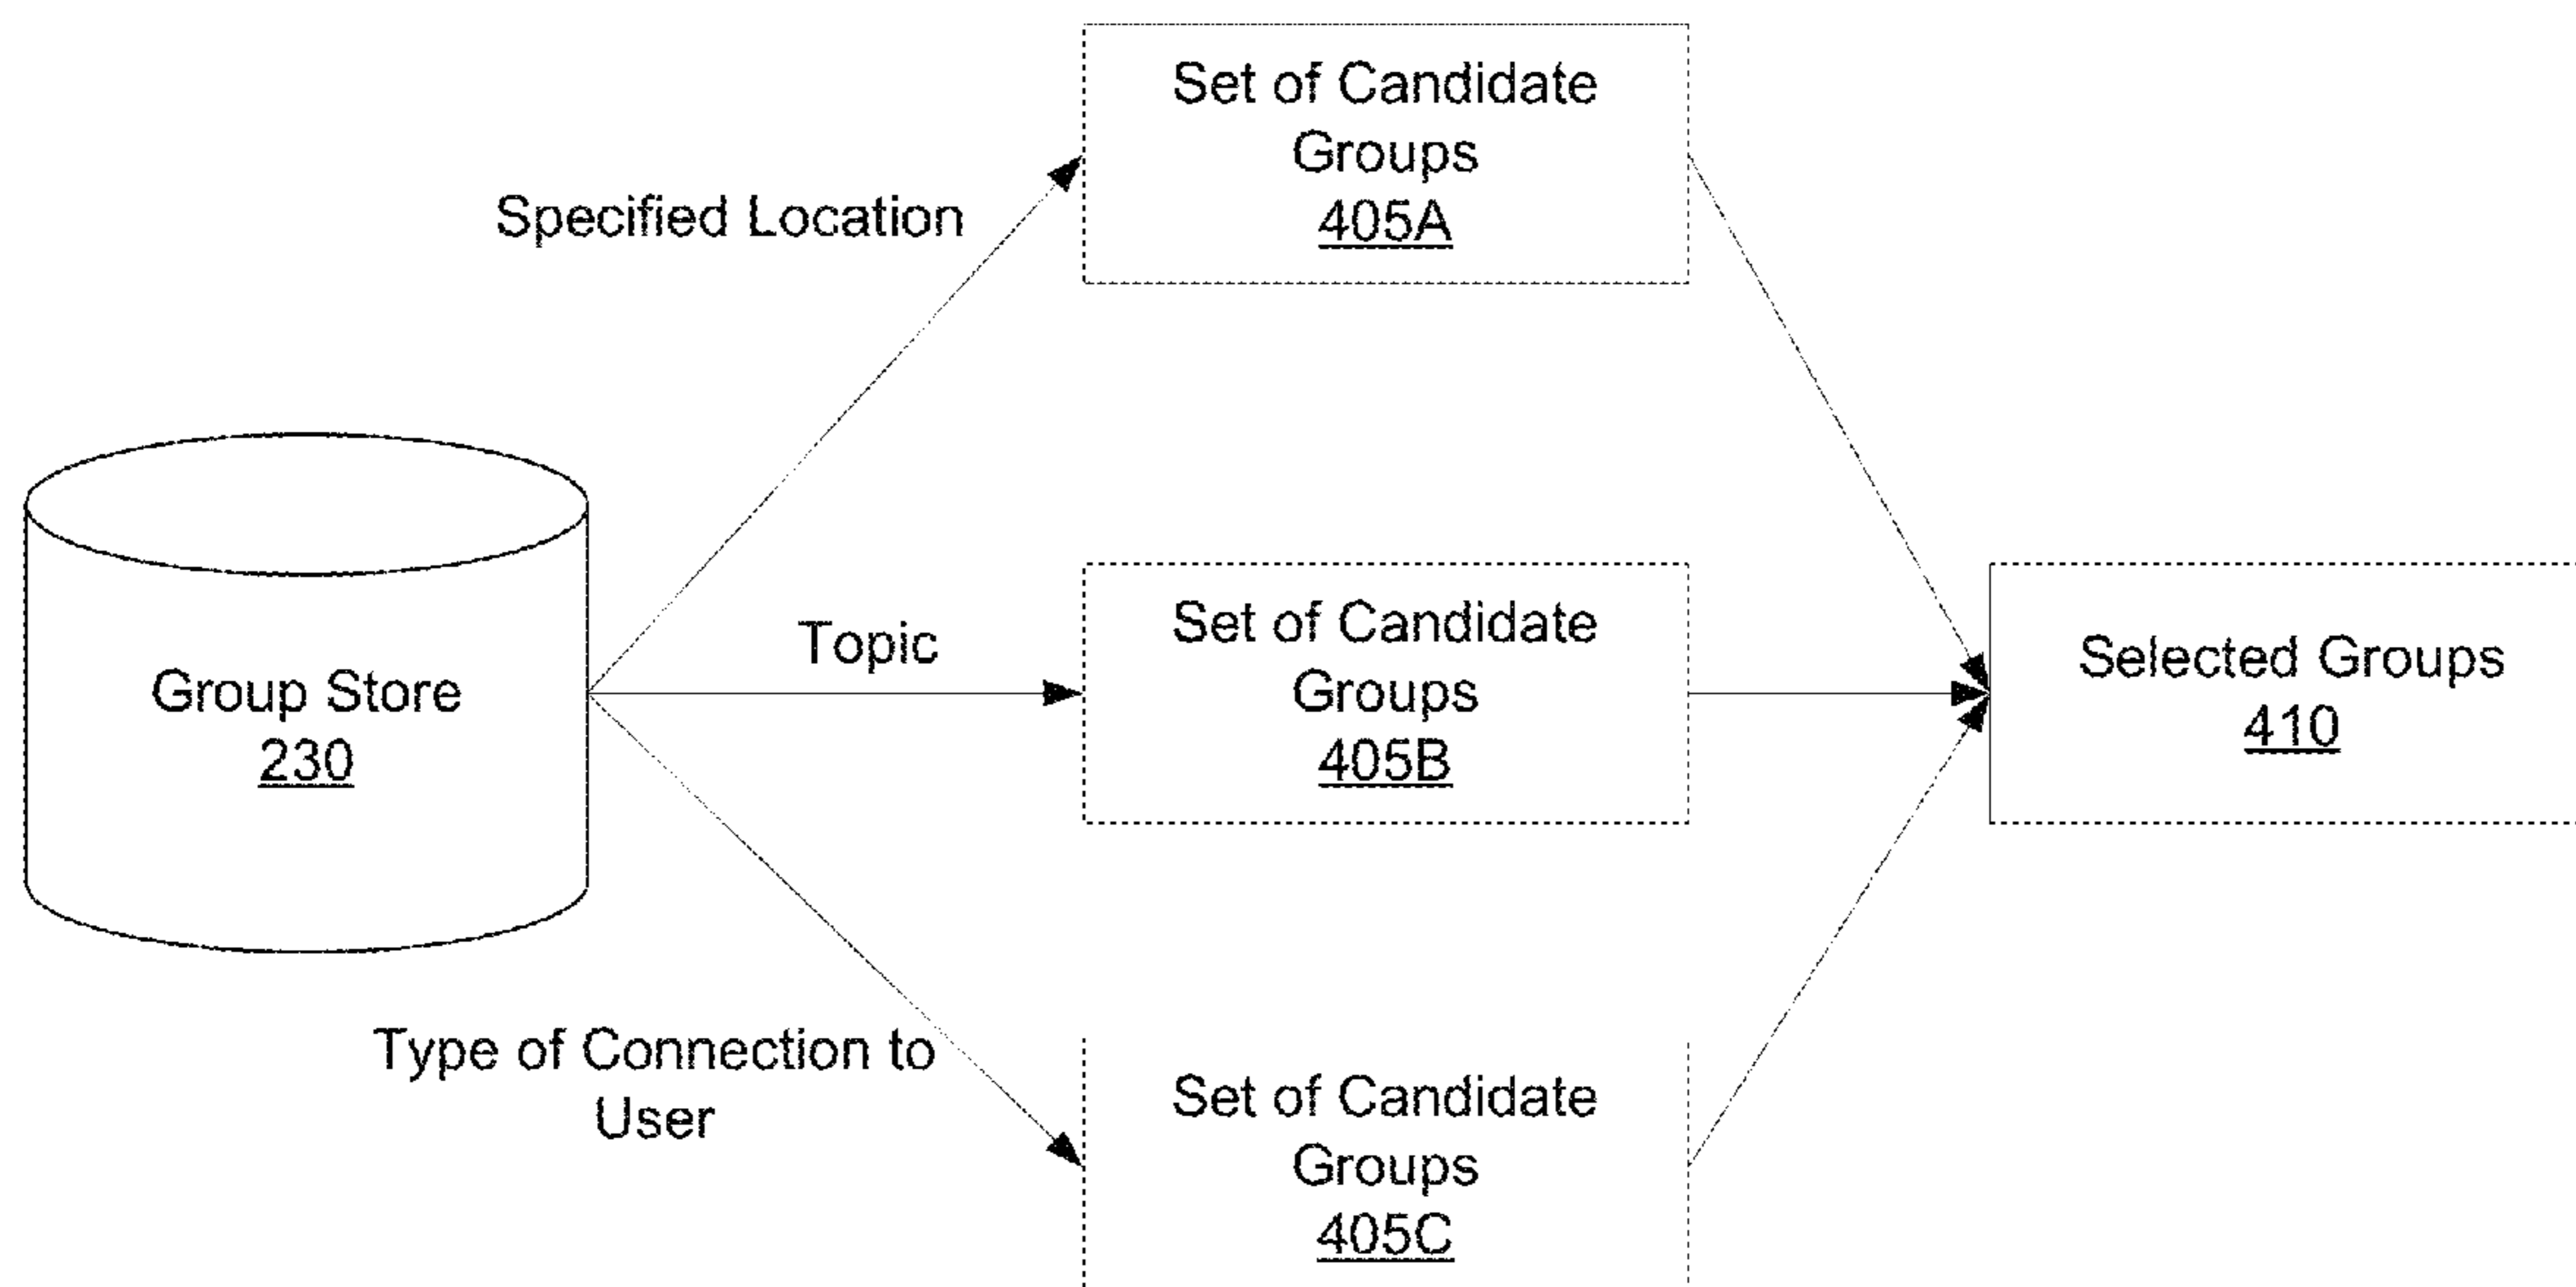 Set of Candidate
Groups
405A
Specified Location
Group Store
230
Topic
Set of Candidate
Groups
405B
Selected Groups
410
Type of Connection to
User
Set of Candidate
Groups
405C